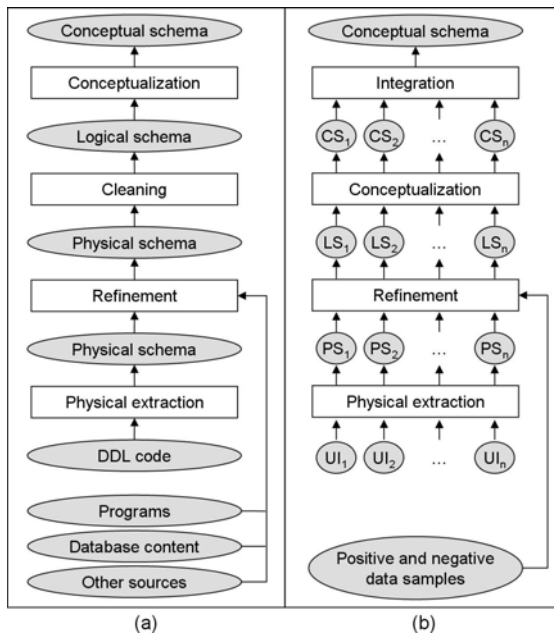 Conceptual schema
Conceptualization
Logical schema
Cleaning
Physical schema
Refinement
Physical schema
Physical extraction
DDL code
Programs
Database content
Other sources
(a)
Conceptual schema
Integration
CS1 CS2 ... CSn
Conceptualization
LS1 LS2 ... LSn
Refinement
PS1 PS2 ... PSn
Physical extraction
UI1 UI2 ... UIn
Positive and negative
data samples
(b)